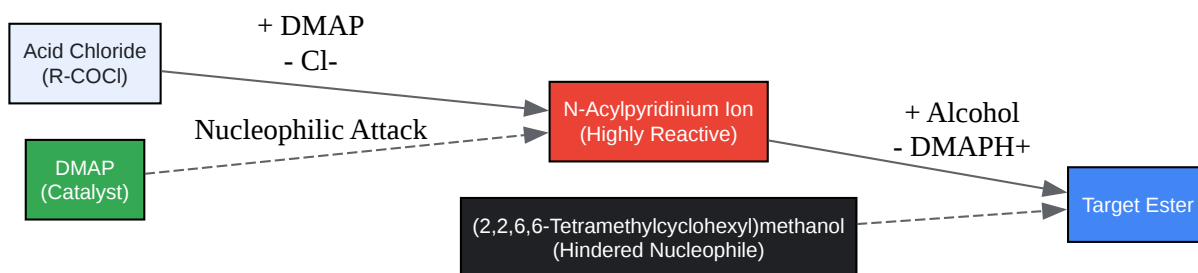 Acid Chloride
(R-COCl)
+ DMAP
- Cl-
Nucleophilic Attack
DMAP
(Catalyst)
N-Acylpyridinium Ion
(Highly Reactive)
+ Alcohol
- DMAPH+
(2,2,6,6-Tetramethylcyclohexyl)methanol
(Hindered Nucleophile)
Target Ester